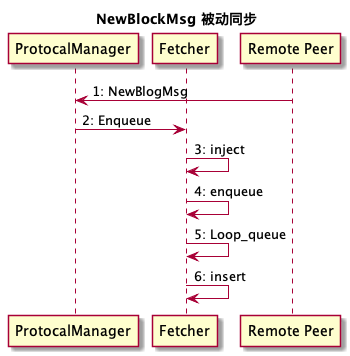 NewBlockMsg 被动同步
ProtocalManager Fetcher Remote Peer
1: NewBlogMsg
2: Enqueue
3: inject
4: enqueue
5: Loop_queue
6: insert
ProtocalManager Fetcher Remote Peer